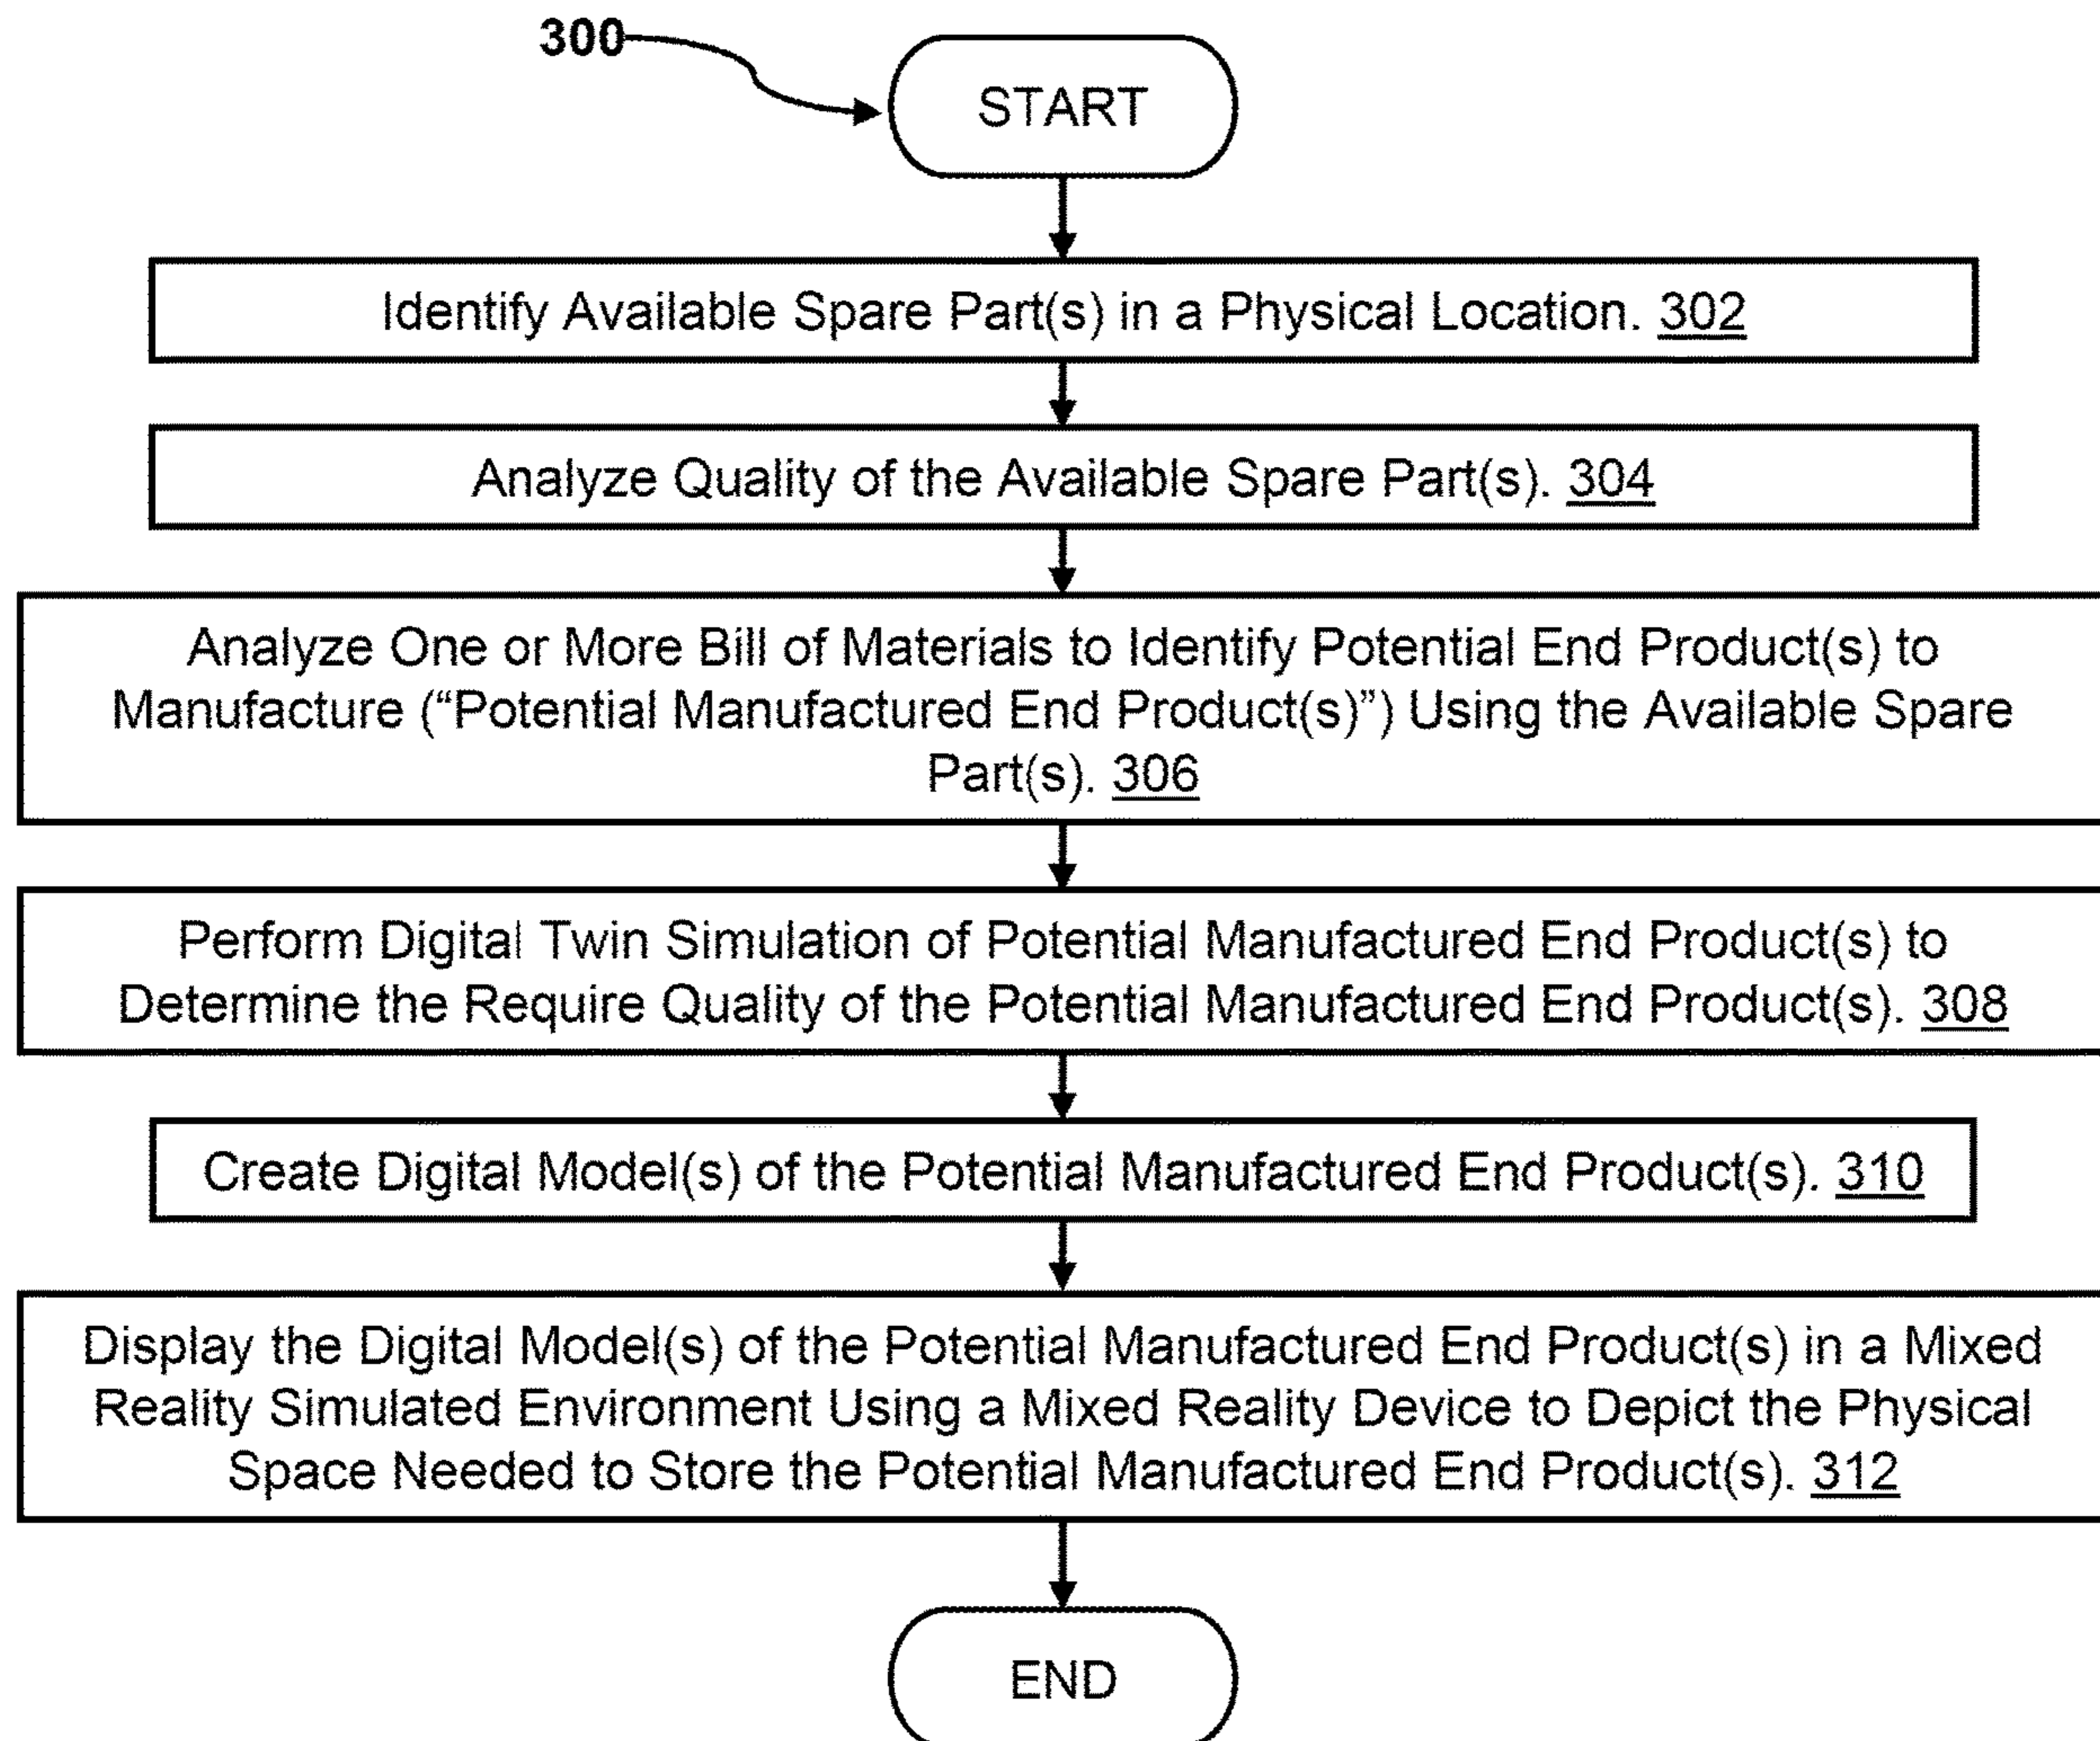 300
START
Identify Available Spare Part(s) in a Physical Location. 302
Analyze Quality of the Available Spare Part(s). 304
Analyze One or More Bill of Materials to Identify Potential End Product(s) to
Manufacture (“Potential Manufactured End Product(s)”) Using the Available Spare
Part(s). 306
Perform Digital Twin Simulation of Potential Manufactured End Product(s) to
Determine the Require Quality of the Potential Manufactured End Product(s). 308
Create Digital Model(s) of the Potential Manufactured End Product(s). 310
Display the Digital Model(s) of the Potential Manufactured End Product(s) in a Mixed
Reality Simulated Environment Using a Mixed Reality Device to Depict the Physical
Space Needed to Store the Potential Manufactured End Product(s). 312
END